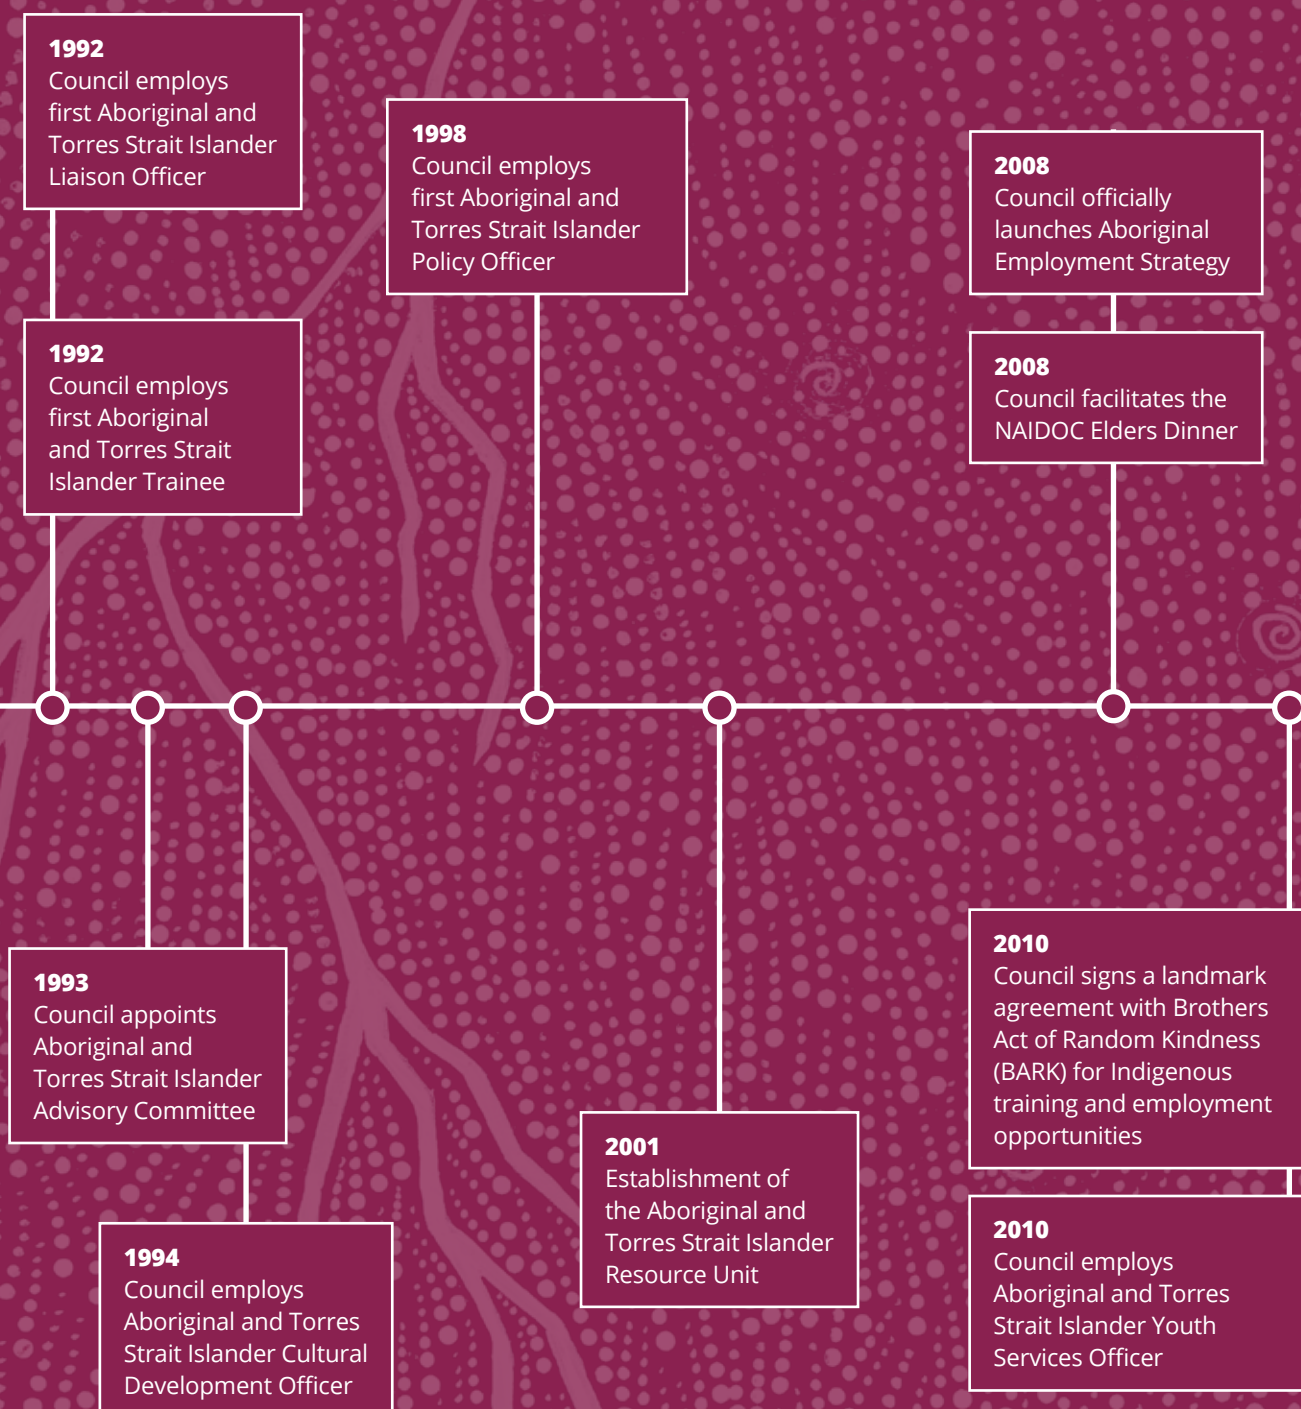 1992
Council employs
first Aboriginal and
Torres Strait Islander
Liaison Officer
1992
Council employs
first Aboriginal
and Torres Strait
Islander Trainee
1993
Council appoints
Aboriginal and
Torres Strait Islander
Advisory Committee
1994
Council employs
Aboriginal and Torres
Strait Islander Cultural
Development Officer
1998
Council employs
first Aboriginal and
Torres Strait Islander
Policy Officer
2001
Establishment of
the Aboriginal and
Torres Strait Islander
Resource Unit
2008
Council officially
launches Aboriginal
Employment Strategy
2008
Council facilitates the
NAIDOC Elders Dinner
2010
Council signs a landmark
agreement with Brothers
Act of Random Kindness
(BARK) for Indigenous
training and employment
opportunities
2010
Council employs
Aboriginal and Torres
Strait Islander Youth
Services Officer